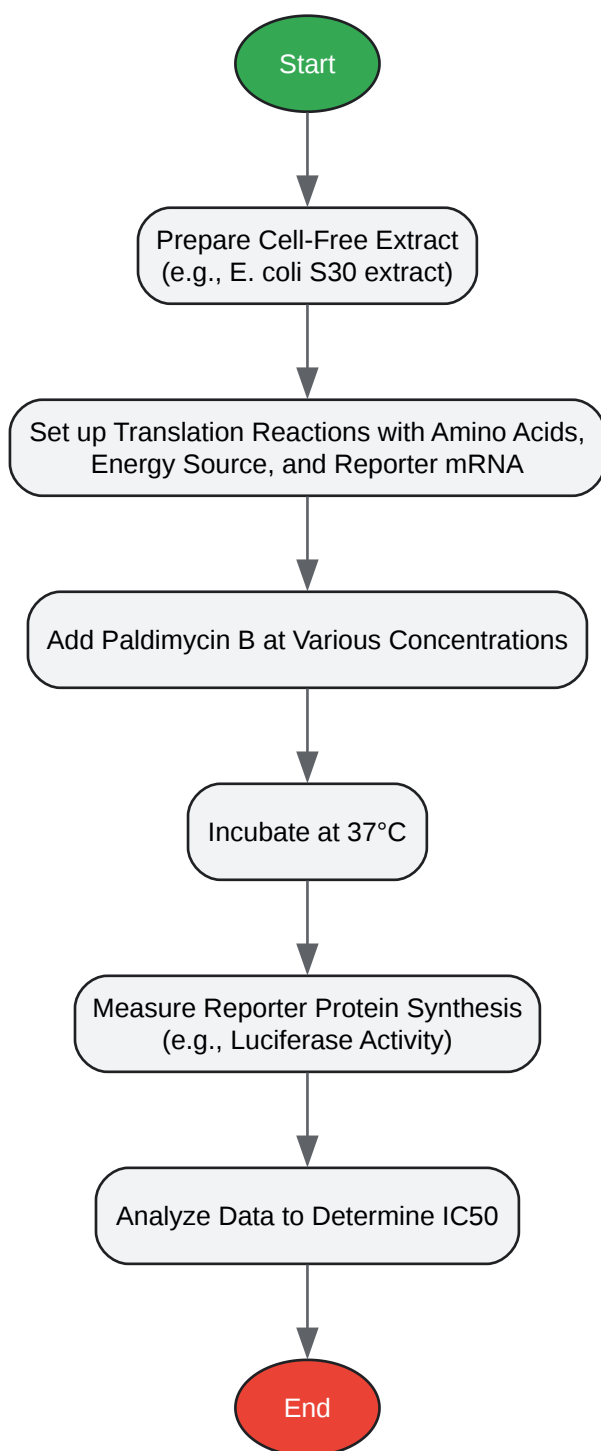 Start
Prepare Cell-Free Extract
(e.g., E. coli S30 extract)
Set up Translation Reactions with Amino Acids,
Energy Source, and Reporter mRNA
Add Paldimycin B at Various Concentrations
Incubate at 37°C
Measure Reporter Protein Synthesis
(e.g., Luciferase Activity)
Analyze Data to Determine IC50
End